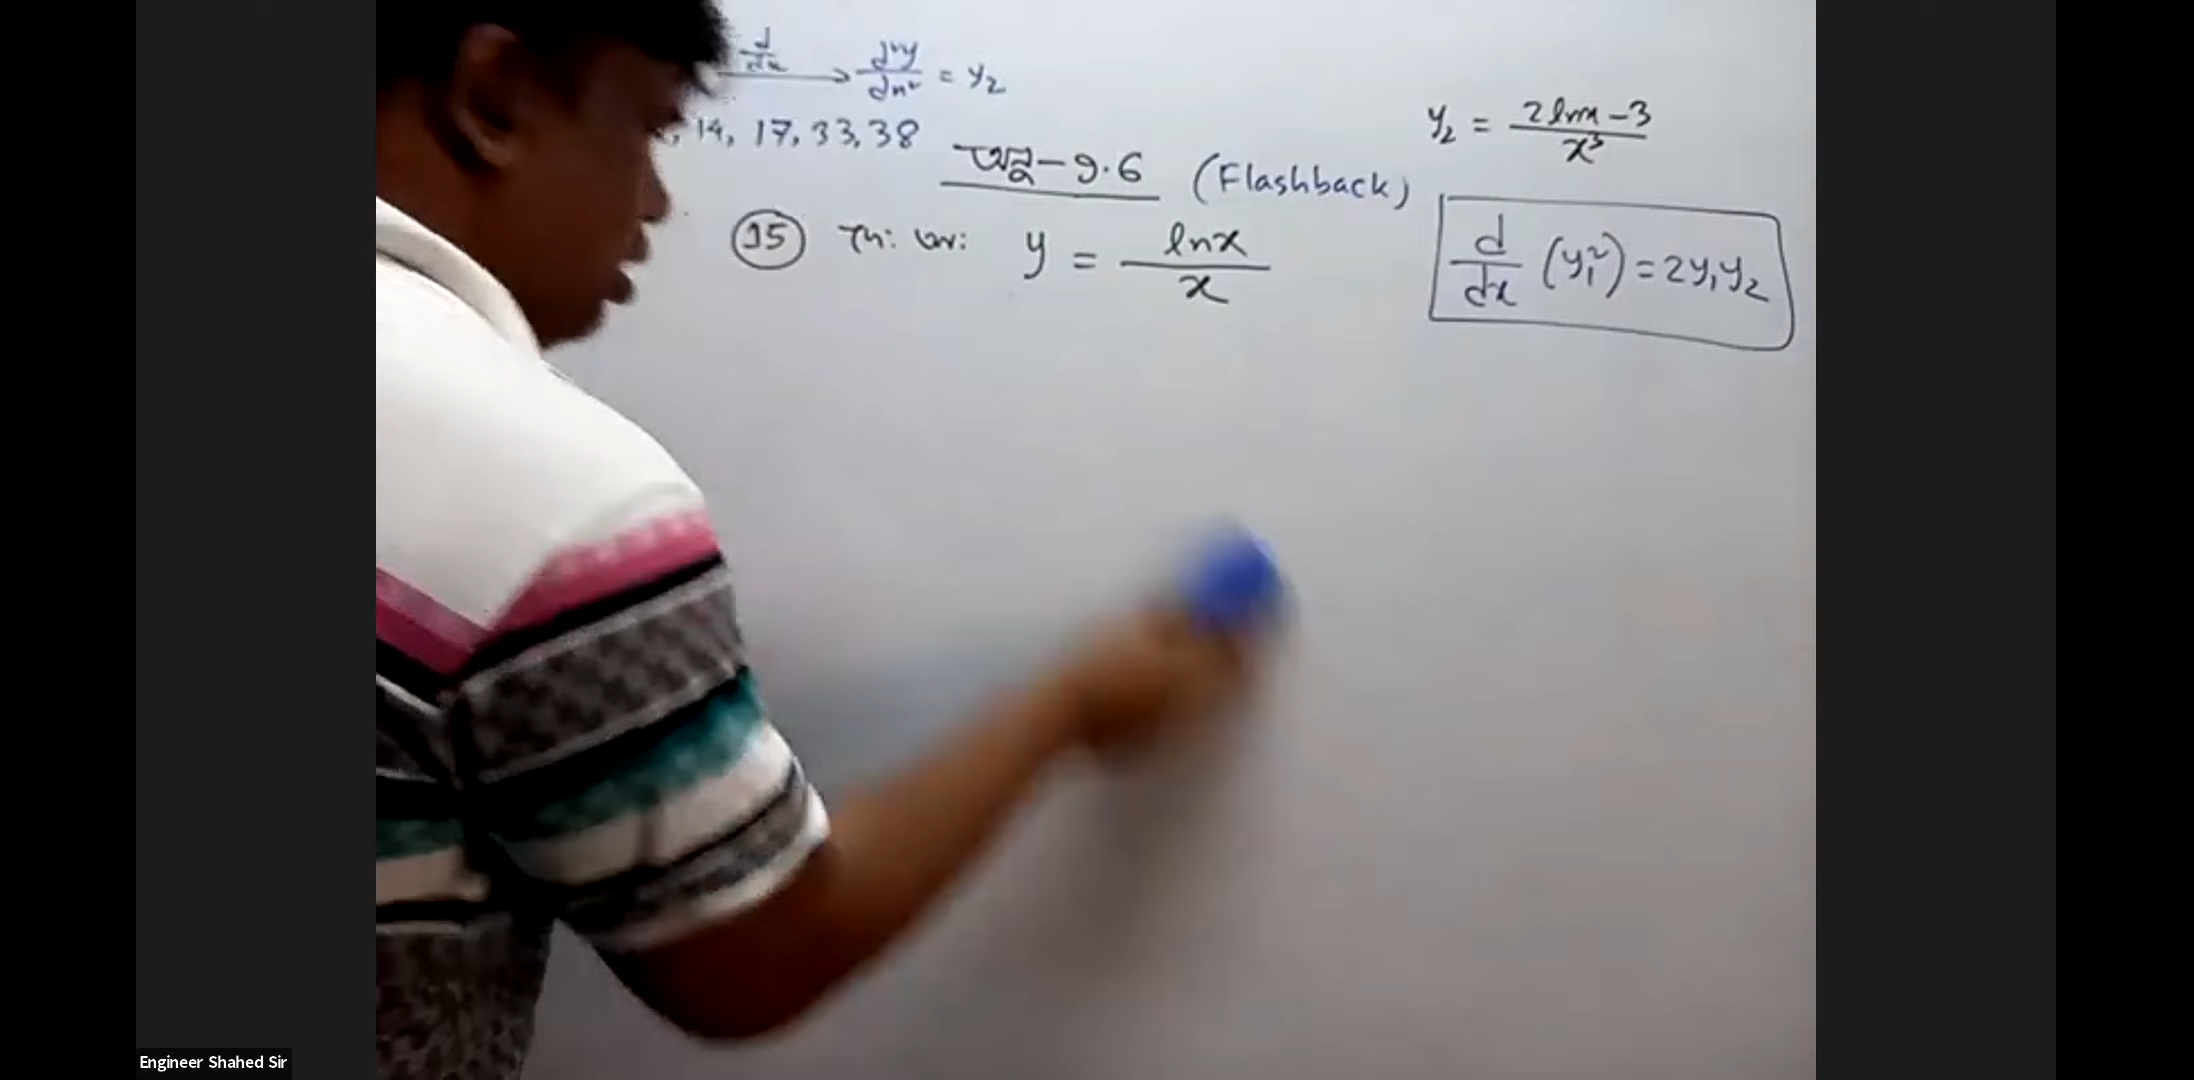 d/dx → d²y/dx² = y₂
14, 17, 33, 38
অনু-9.6 (Flashback)
y₂ = (2lnx - 3)/x³
15 y = lnx/x
d/dx (y₁²) = 2y₁y₂
Engineer Shahed Sir